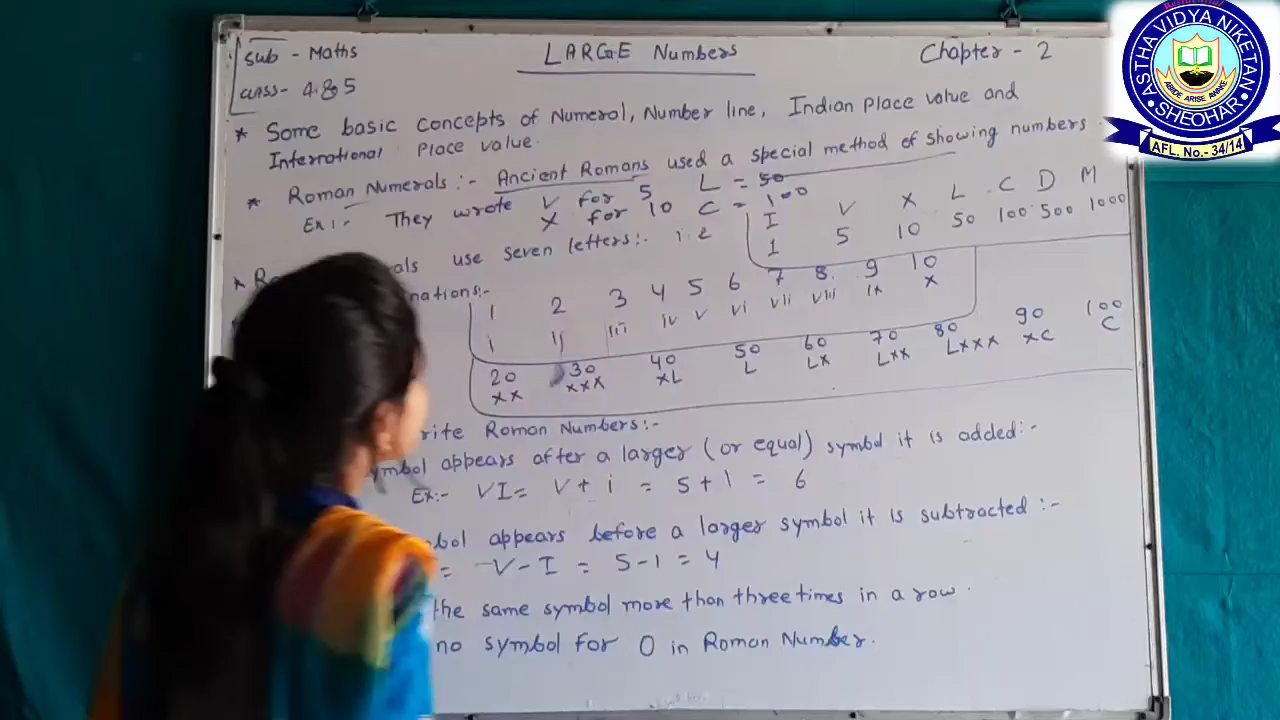 Sub - Maths
LARGE Numbers
Chapter - 2
CLASS- 4 & 5
* Some basic concepts of Numeral, Number line, Indian Place value and
International Place value.
* Roman Numerals :- Ancient Romans used a special method of showing numbers
Ex :- They wrote V for 5 L = 50
X for 10 C = 100
als use seven letters:- i.e
I V X L C D M
1 5 10 50 100 500 1000
nations:-
1 2 3 4 5 6 7 8 9 10
i ii iii iv v vi vii viii ix x
20 30 40 50 60 70 80 90 100
xx xxx xL L Lx Lxx Lxxx xC C
rite Roman Numbers:-
ymbol appears after a larger (or equal) symbol it is added:-
Ex:- VI = V + i = 5 + 1 = 6
bol appears before a larger symbol it is subtracted :-
= V - I = 5 - 1 = 4
the same symbol more than three times in a row.
no symbol for 0 in Roman Number.
Residential
ASTHA VIDYA NIKETAN
ABIDE ARISE AWAKE
SHEOHAR
AFL. No.- 34/14